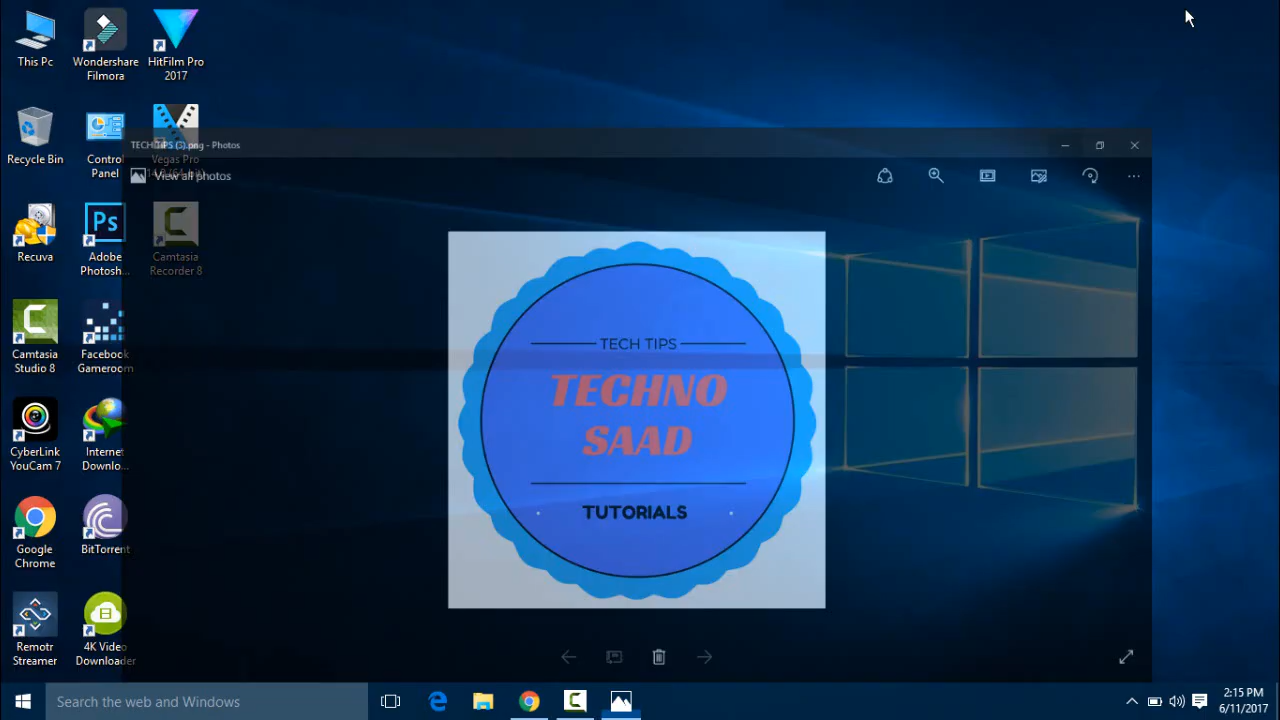 This Pc
Wondershare
Filmora
HitFilm Pro
2017
Recycle Bin
Control
Panel
Vegas Pro
Recuva
Ps
Adobe
Photosh...
Camtasia
Recorder 8
Camtasia
Studio 8
Facebook
Gameroom
CyberLink
YouCam 7
Internet
Downlo...
Google
Chrome
BitTorrent
Remotr
Streamer
4K Video
Downloader
TECH TIPS (3).png - Photos
View all photos
TECH TIPS
TECHNO
SAAD
TUTORIALS
Search the web and Windows
2:15 PM
6/11/2017